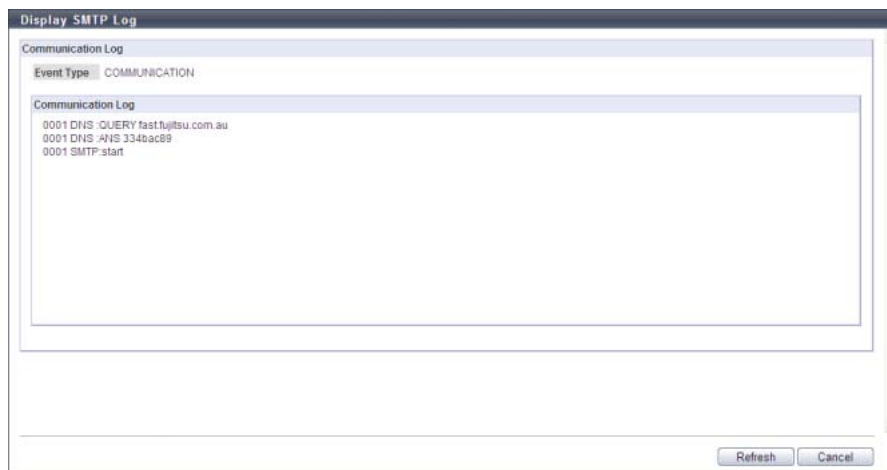 Display SMTP Log
Communication Log
Event Type COMMUNICATION
Communication Log
0001 DNS :QUERY fast.fujitsu.com.au
0001 DNS :ANS 334bac89
0001 SMTP:start
Refresh Cancel